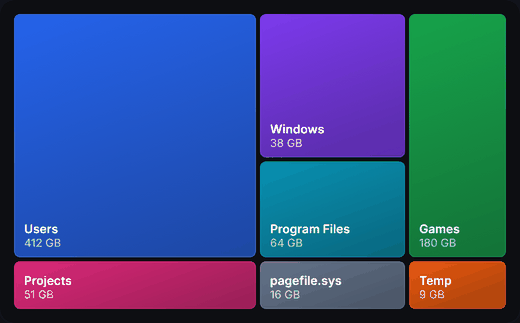 Users
412 GB
Windows
38 GB
Program Files
64 GB
Games
180 GB
Projects
51 GB
pagefile.sys
16 GB
Temp
9 GB